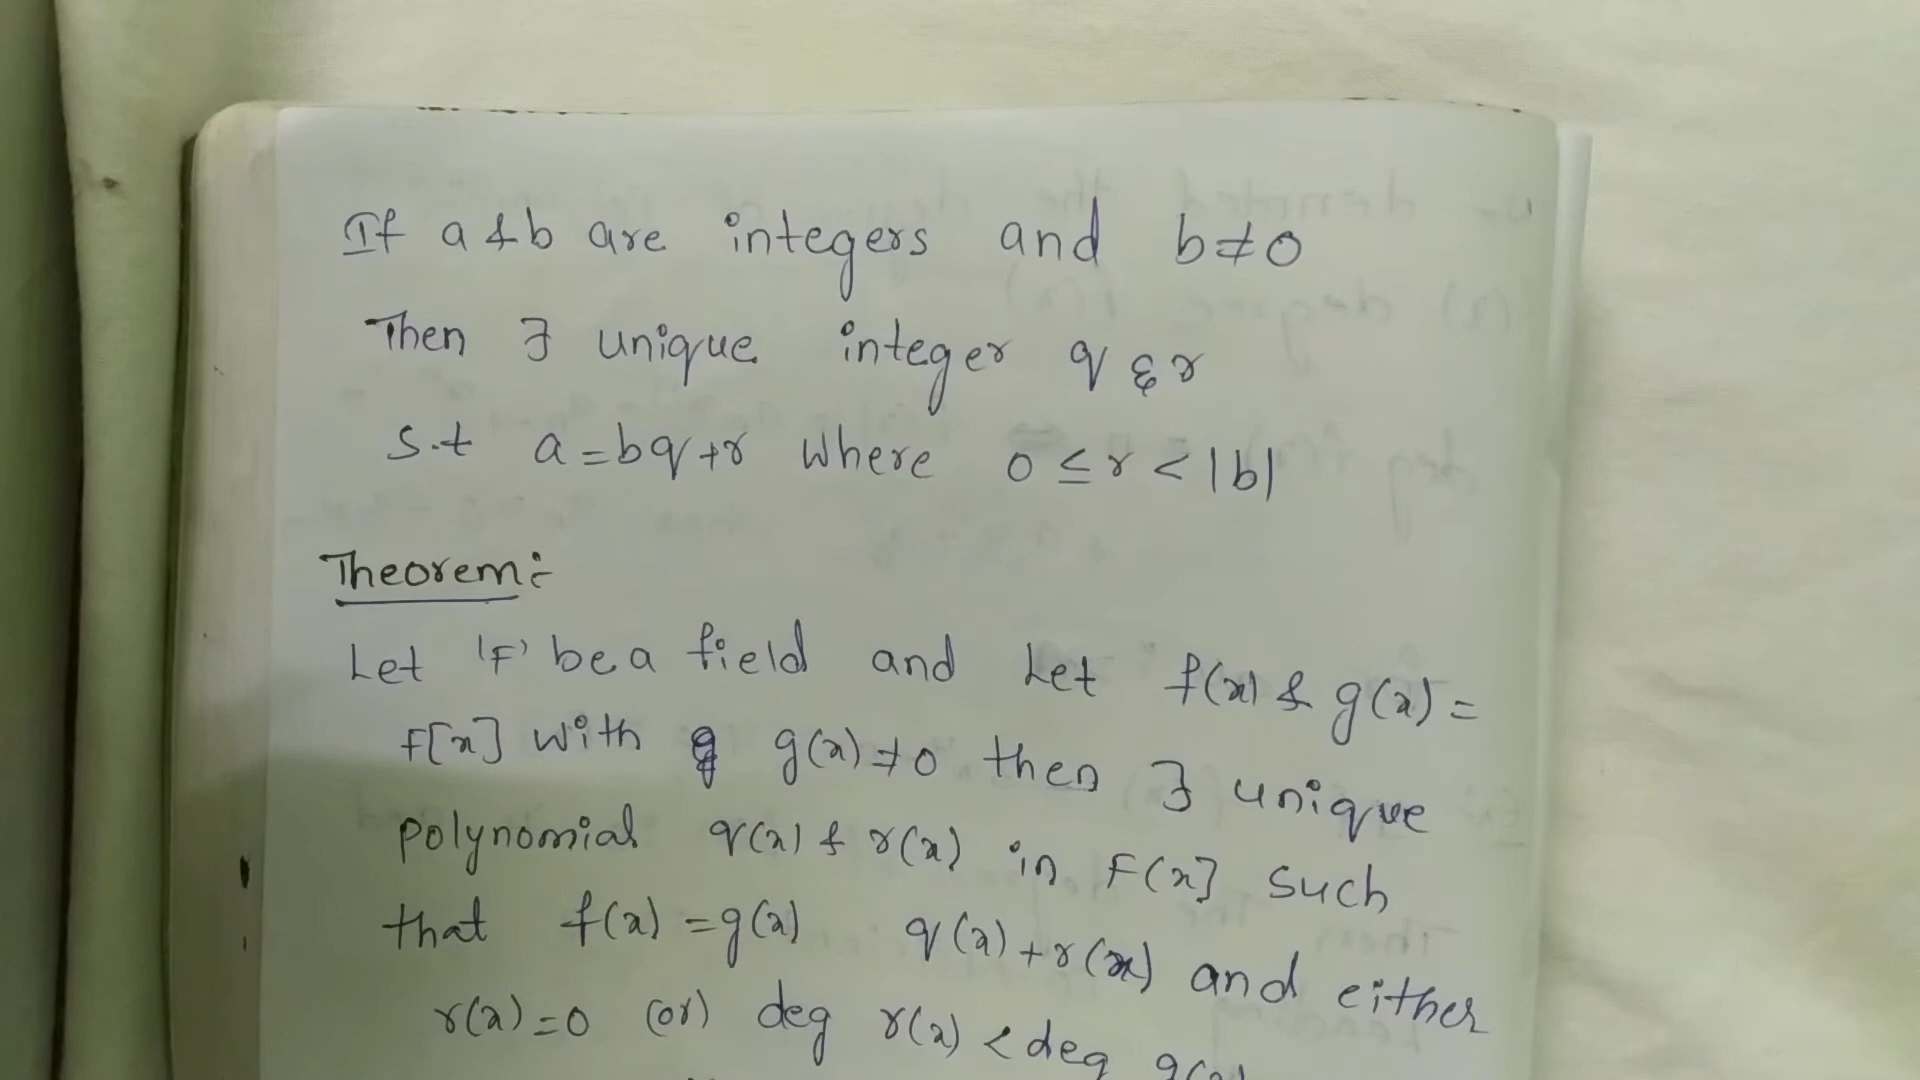 If a & b are integers and b≠0
Then ∃ unique integer q & r
s.t a=bq+r where 0 ≤ r < |b|
Theorem:-
Let 'F' be a field and Let f(x) & g(x) =
F[x] with g(x)≠0 then ∃ unique
polynomial q(x) & r(x) in F(x] such
that f(x) = g(x) q(x)+r(x) and either
r(x)=0 (or) deg r(x) < deg g(x)